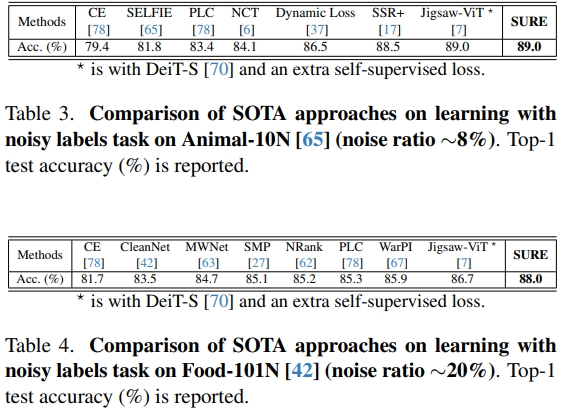 Methods CE SELFIE PLC NCT Dynamic Loss SSR+ Jigsaw-ViT * SURE
[78] [65] [78] [6] [37] [17] [7]
Acc. (%) 79.4 81.8 83.4 84.1 86.5 88.5 89.0 89.0
* is with DeiT-S [70] and an extra self-supervised loss.
Table 3. Comparison of SOTA approaches on learning with
noisy labels task on Animal-10N [65] (noise ratio ∼8%). Top-1
test accuracy (%) is reported.
Methods CE CleanNet MWNet SMP NRank PLC WarPI Jigsaw-ViT * SURE
[78] [42] [63] [27] [62] [78] [67] [7]
Acc. (%) 81.7 83.5 84.7 85.1 85.2 85.3 85.9 86.7 88.0
* is with DeiT-S [70] and an extra self-supervised loss.
Table 4. Comparison of SOTA approaches on learning with
noisy labels task on Food-101N [42] (noise ratio ∼20%). Top-1
test accuracy (%) is reported.